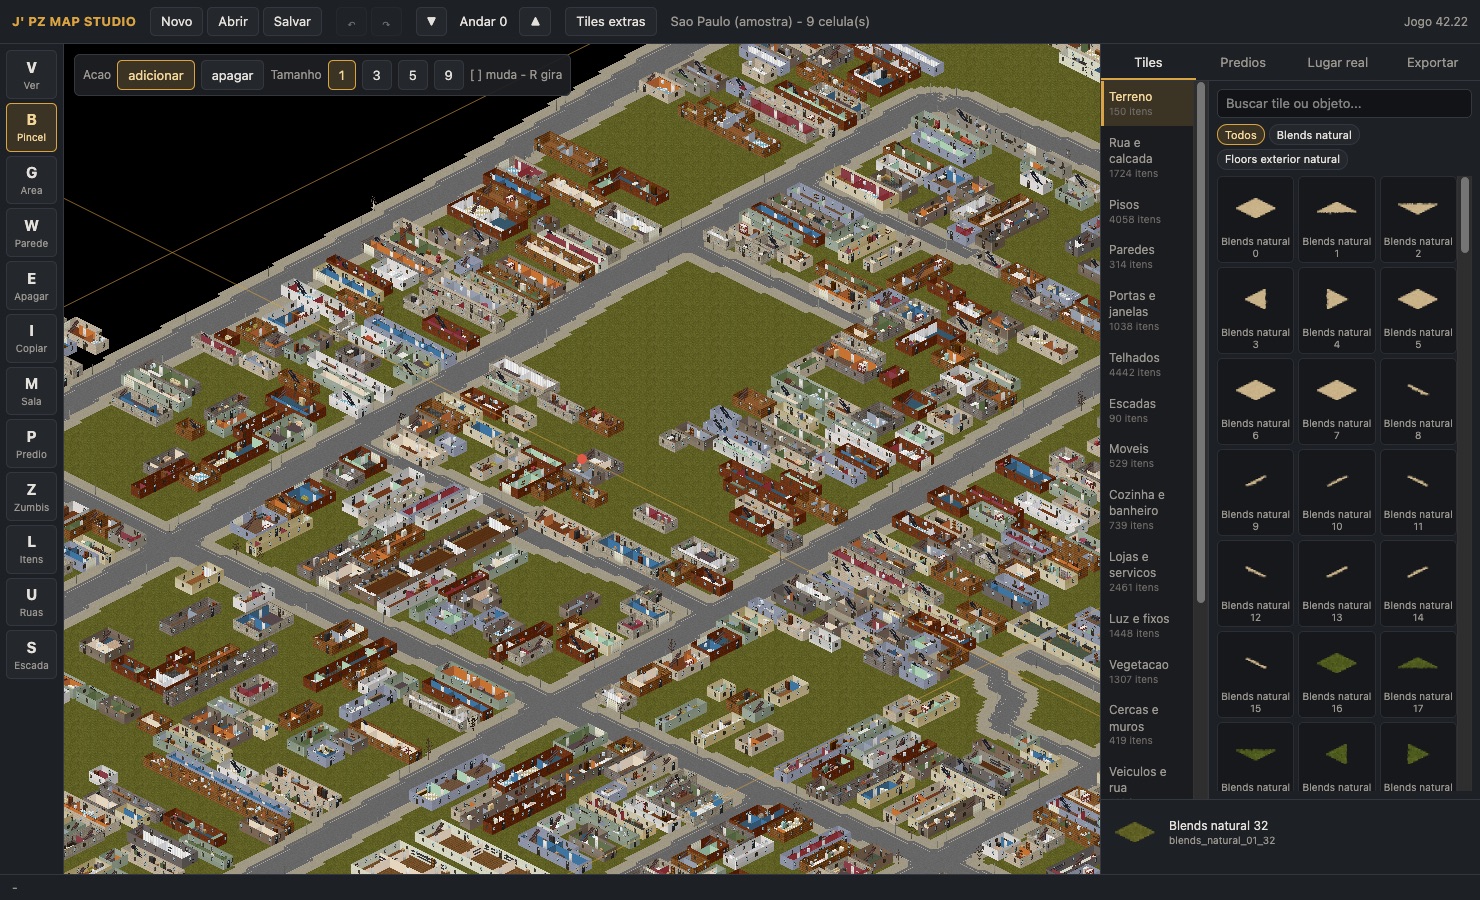 J' PZ MAP STUDIO
Novo
Abrir
Salvar
Andar 0
Tiles extras
Sao Paulo (amostra) - 9 celula(s)
Jogo 42.22
V
Ver
B
Pincel
G
Area
W
Parede
E
Apagar
I
Copiar
M
Sala
P
Predio
Z
Zumbis
L
Itens
U
Ruas
S
Escada
Acao
adicionar
apagar
Tamanho
1
3
5
9
[ ] muda - R gira
Tiles
Predios
Lugar real
Exportar
Terreno
150 itens
Rua e
calcada
1724 itens
Pisos
4058 itens
Paredes
314 itens
Portas e
janelas
1038 itens
Telhados
4442 itens
Escadas
90 itens
Moveis
529 itens
Cozinha e
banheiro
739 itens
Lojas e
servicos
2461 itens
Luz e fixos
1448 itens
Vegetacao
1307 itens
Cercas e
muros
419 itens
Veiculos e
rua
Buscar tile ou objeto...
Todos
Blends natural
Floors exterior natural
Blends natural
0
Blends natural
1
Blends natural
2
Blends natural
3
Blends natural
4
Blends natural
5
Blends natural
6
Blends natural
7
Blends natural
8
Blends natural
9
Blends natural
10
Blends natural
11
Blends natural
12
Blends natural
13
Blends natural
14
Blends natural
15
Blends natural
16
Blends natural
17
Blends natural
Blends natural
Blends natural
Blends natural 32
blends_natural_01_32
-